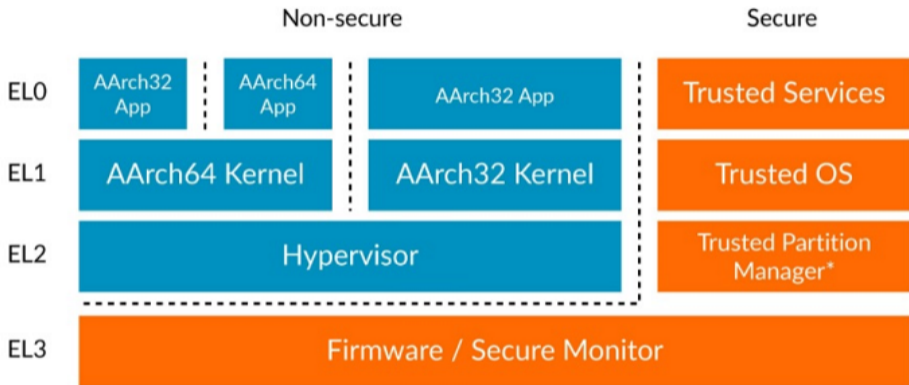 Non-secure Secure
EL0
AArch32
App
AArch64
App
AArch32 App
Trusted Services
EL1
AArch64 Kernel
AArch32 Kernel
Trusted OS
EL2
Hypervisor
Trusted Partition
Manager*
EL3
Firmware / Secure Monitor